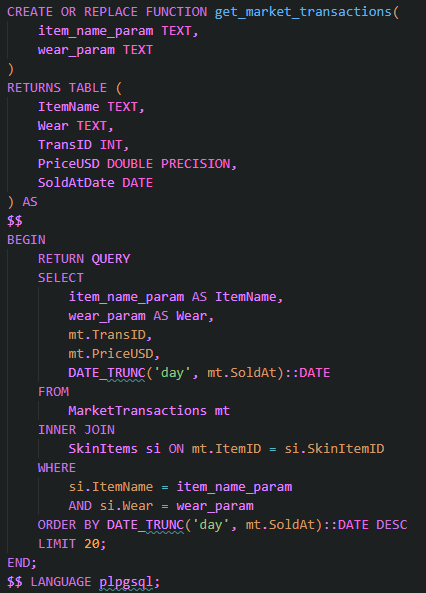 CREATE OR REPLACE FUNCTION get_market_transactions(
    item_name_param TEXT,
    wear_param TEXT
)
RETURNS TABLE (
    ItemName TEXT,
    Wear TEXT,
    TransID INT,
    PriceUSD DOUBLE PRECISION,
    SoldAtDate DATE
) AS
$$
BEGIN
    RETURN QUERY
    SELECT
        item_name_param AS ItemName,
        wear_param AS Wear,
        mt.TransID,
        mt.PriceUSD,
        DATE_TRUNC('day', mt.SoldAt)::DATE
    FROM
        MarketTransactions mt
    INNER JOIN
        SkinItems si ON mt.ItemID = si.SkinItemID
    WHERE
        si.ItemName = item_name_param
        AND si.Wear = wear_param
    ORDER BY DATE_TRUNC('day', mt.SoldAt)::DATE DESC
    LIMIT 20;
END;
$$ LANGUAGE plpgsql;